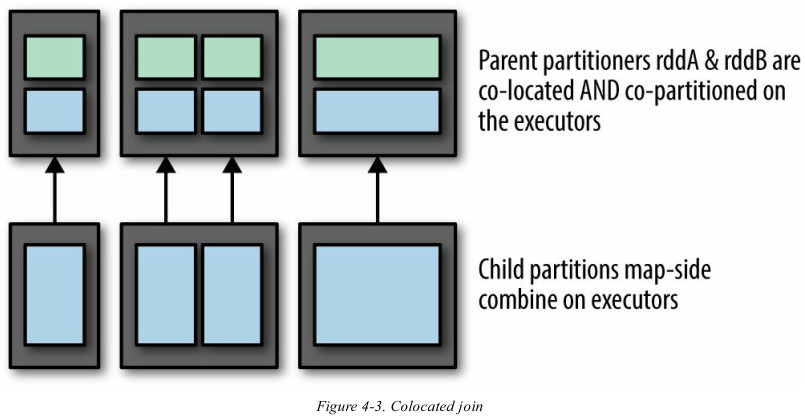 Parent partitioners rddA & rddB are
co-located AND co-partitioned on
the executors
Child partitions map-side
combine on executors
Figure 4-3. Colocated join